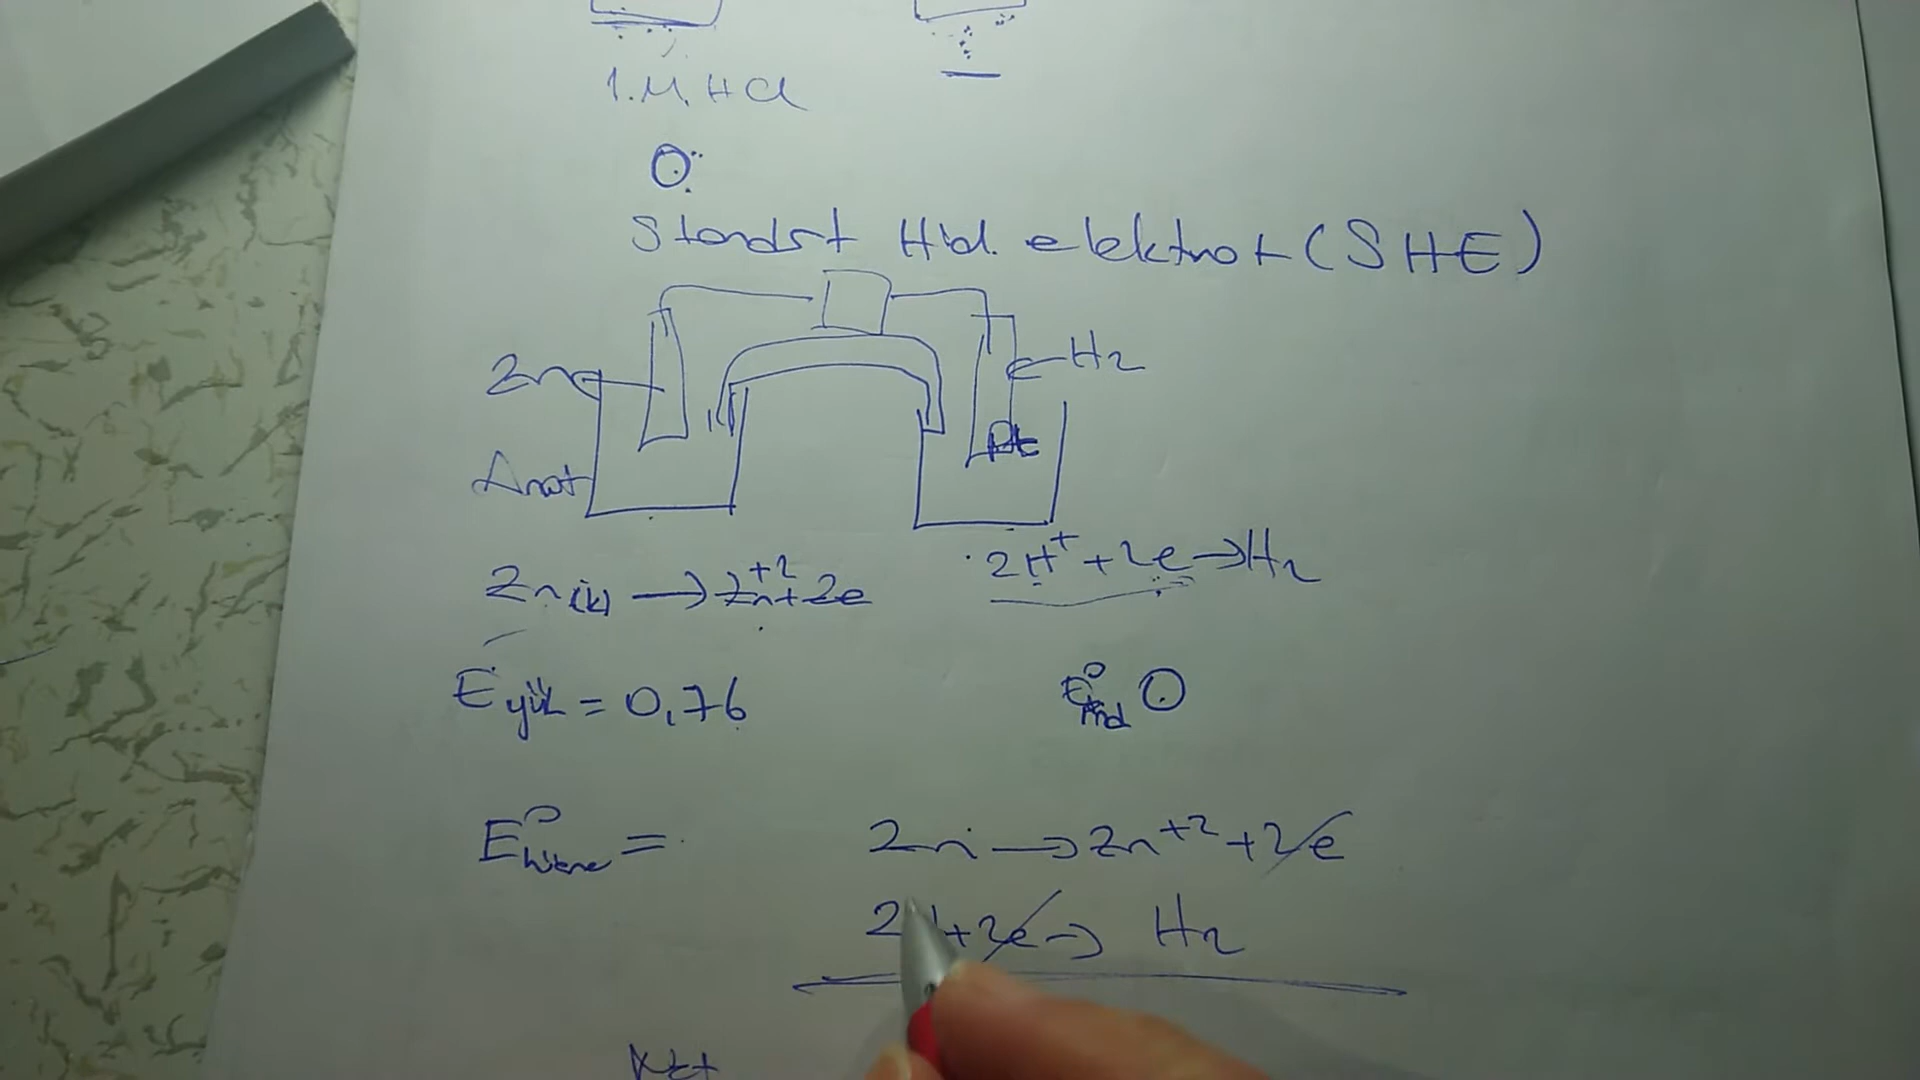 1.M.HCl
0
Standart Hid. elektrot (SHE)
Zn
H2
Pt
Anot
Zn(k) → Zn+2 + 2e
2H+ + 2e → H2
Eyük = 0,76
E°ind 0
E° hücre =
Zn → Zn+2 + 2e
2H + 2e → H2
Net